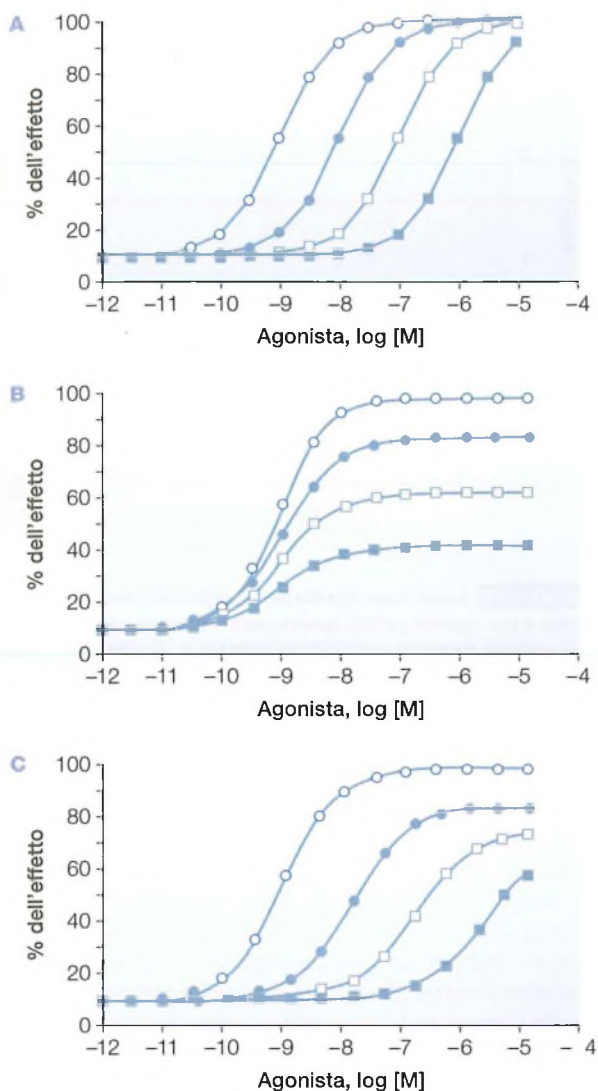 A
100
80
60
40
20
0
% dell'effetto
–12 –11 –10 –9 –8 –7 –6 –5 –4
Agonista, log [M]
B
100
80
60
40
20
0
% dell'effetto
–12 –11 –10 –9 –8 –7 –6 –5 –4
Agonista, log [M]
C
100
80
60
40
20
0
% dell'effetto
–12 –11 –10 –9 –8 –7 –6 –5 – 4
Agonista, log [M]